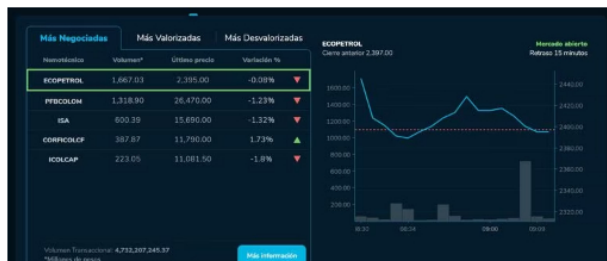 Más Negociadas Más Valorizadas Más Desvalorizadas
Nemotécnico Volumen* Último precio Variación %
ECOPETROL 1,667.03 2,395.00 -0.08%
PFBCOLOM 1,318.90 26,470.00 -1.23%
ISA 600.39 15,690.00 -1.32%
CORFICOLCF 387.87 11,790.00 1.73%
ICOLCAP 223.05 11,081.50 -1.8%
Volumen Transaccional: 4,732,207,245.37
*Millones de pesos
Más información
ECOPETROL Mercado abierto
Cierre anterior 2,397.00 Retraso 15 minutos
1600.00 2440.00
1400.00 2420.00
1200.00 2400.00
1000.00
800.00 2380.00
600.00 2360.00
400.00 2340.00
200.00 2320.00
8:30 09:00